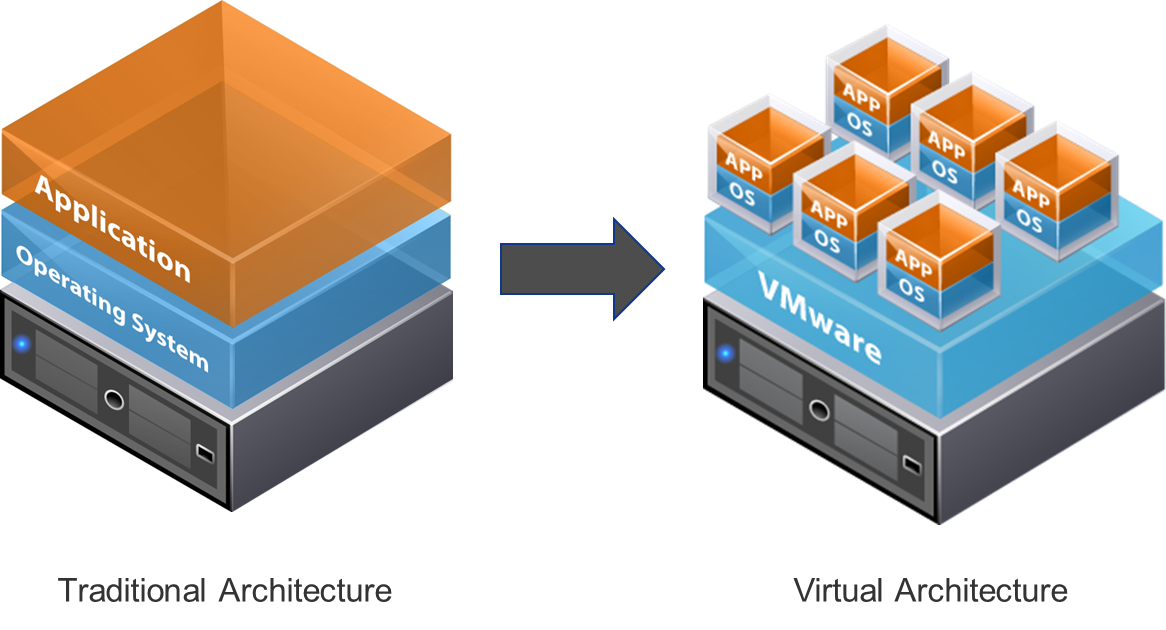 Application
Operating System
APP
OS
APP
OS
APP
OS
APP
OS
APP
OS
APP
OS
VMware
Traditional Architecture
Virtual Architecture